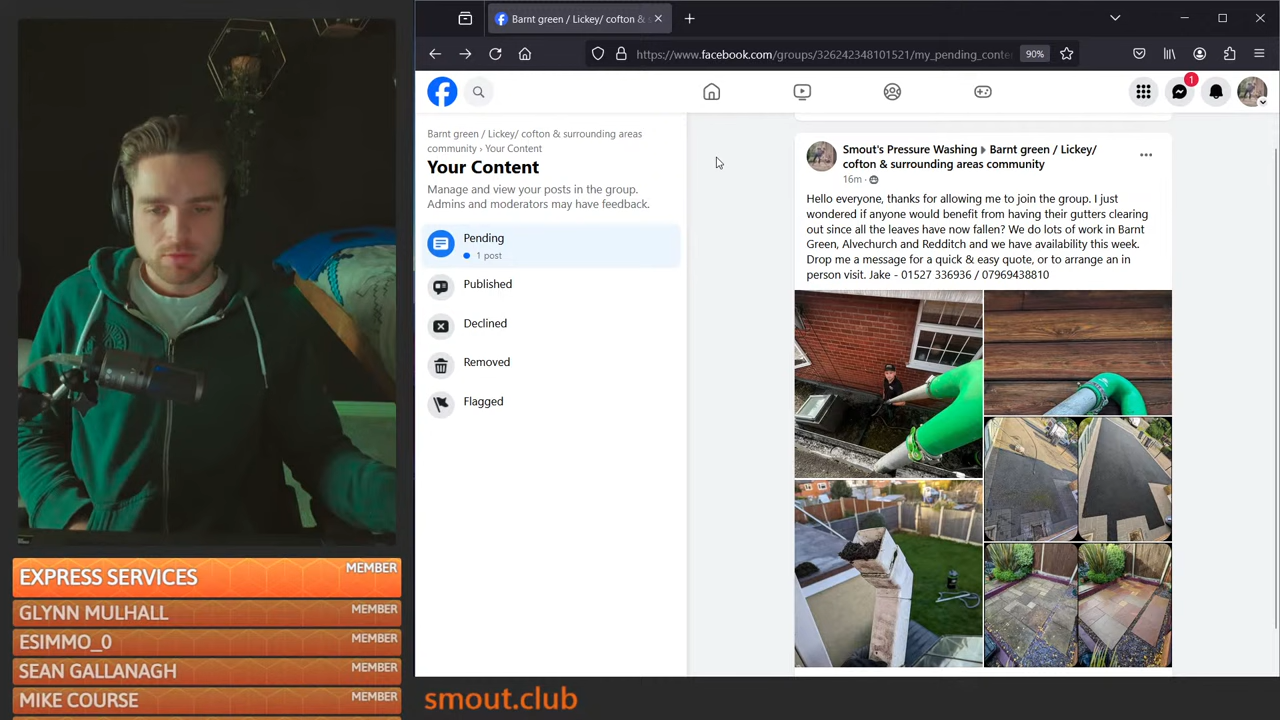 Barnt green / Lickey/ cofton &
https://www.facebook.com/groups/326242348101521/my_pending_conte
90%
1
Barnt green / Lickey/ cofton & surrounding areas
community › Your Content
Your Content
Manage and view your posts in the group.
Admins and moderators may have feedback.
Pending
1 post
Published
Declined
Removed
Flagged
Smout's Pressure Washing Barnt green / Lickey/
cofton & surrounding areas community
16m ·
Hello everyone, thanks for allowing me to join the group. I just
wondered if anyone would benefit from having their gutters clearing
out since all the leaves have now fallen? We do lots of work in Barnt
Green, Alvechurch and Redditch and we have availability this week.
Drop me a message for a quick & easy quote, or to arrange an in
person visit. Jake - 01527 336936 / 07969438810
EXPRESS SERVICES MEMBER
GLYNN MULHALL MEMBER
ESIMMO_0 MEMBER
SEAN GALLANAGH MEMBER
MIKE COURSE MEMBER
smout.club